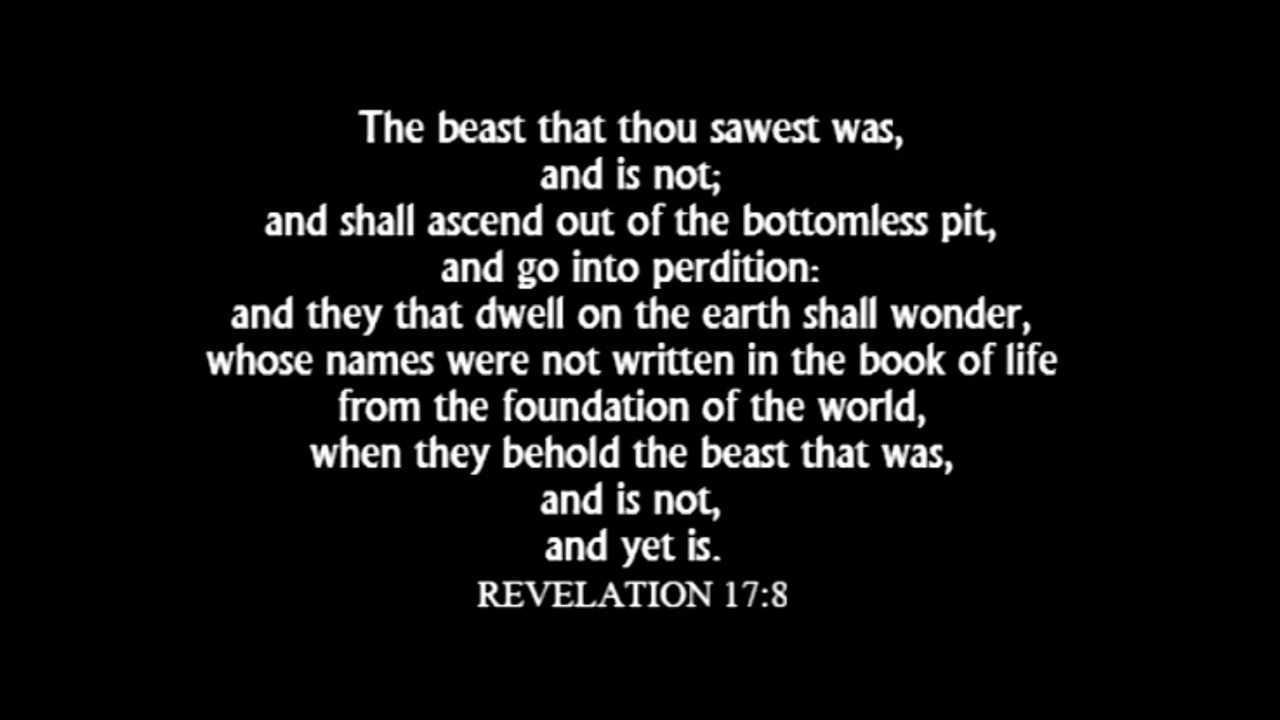 The beast that thou sawest was,
and is not;
and shall ascend out of the bottomless pit,
and go into perdition:
and they that dwell on the earth shall wonder,
whose names were not written in the book of life
from the foundation of the world,
when they behold the beast that was,
and is not,
and yet is.
REVELATION 17:8